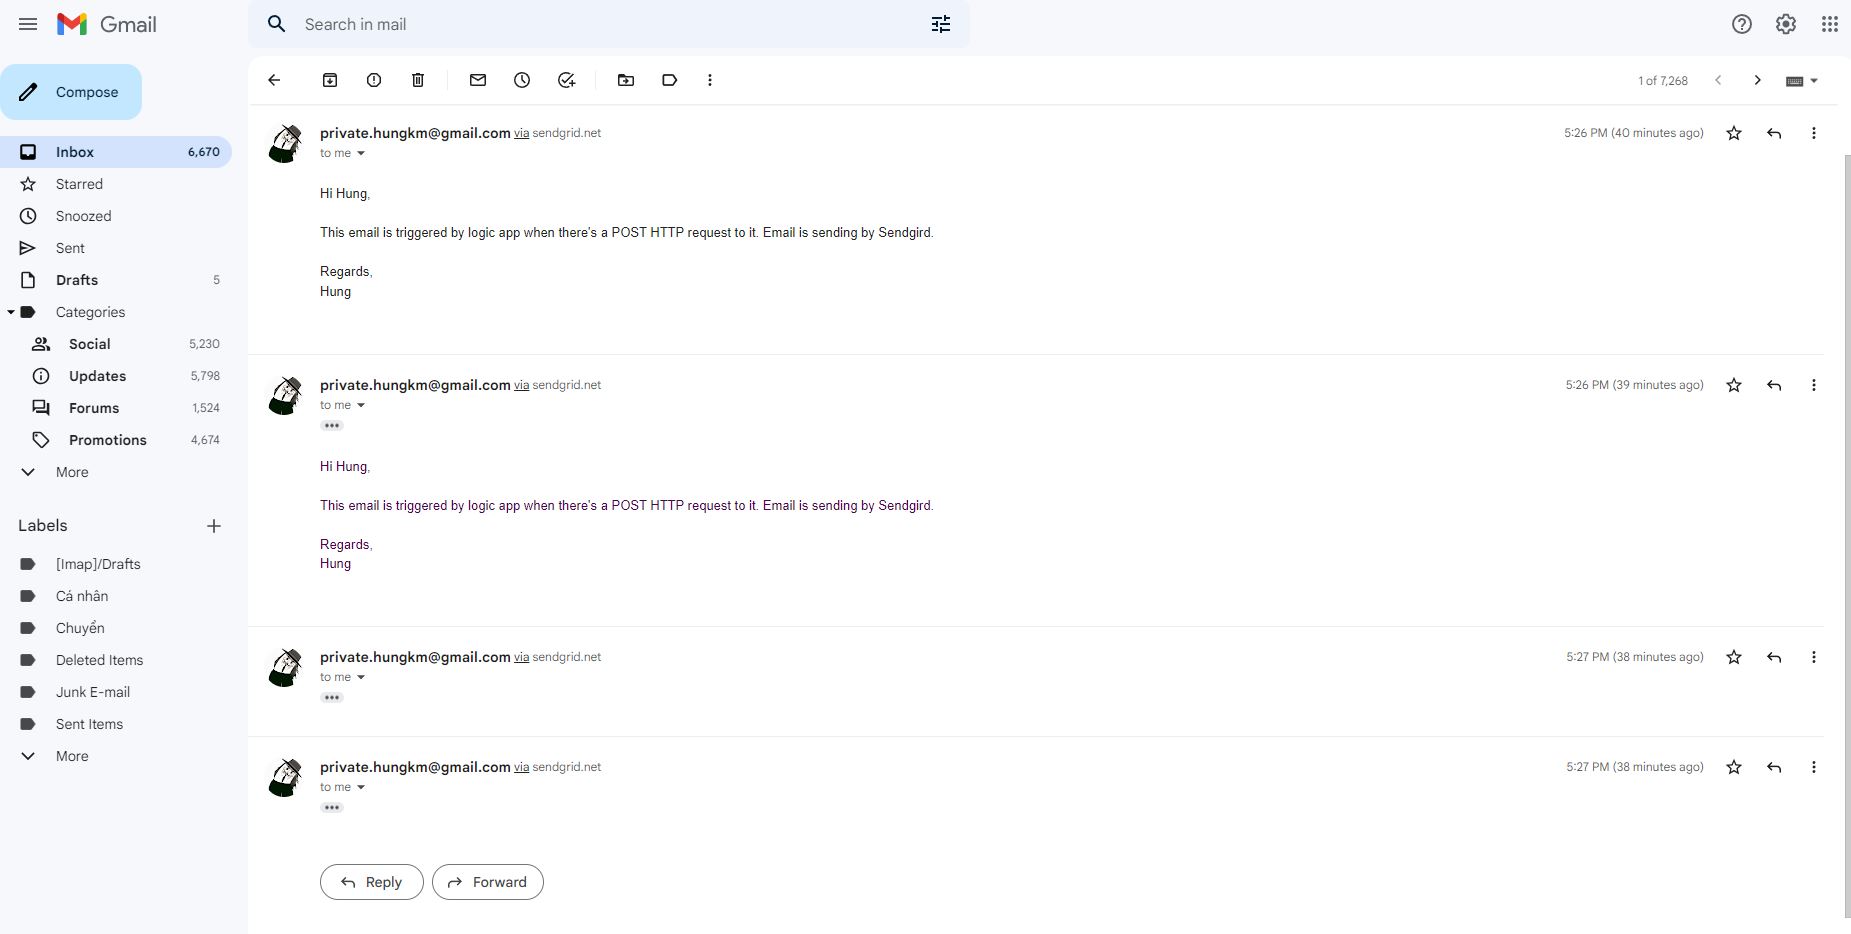 Gmail
Search in mail
Compose
1 of 7,268
Inbox 6,670
Starred
Snoozed
Sent
Drafts 5
Categories
Social 5,230
Updates 5,798
Forums 1,524
Promotions 4,674
More
Labels
[Imap]/Drafts
Cá nhân
Chuyển
Deleted Items
Junk E-mail
Sent Items
More
private.hungkm@gmail.com via sendgrid.net 5:26 PM (40 minutes ago)
to me
Hi Hung,
This email is triggered by logic app when there's a POST HTTP request to it. Email is sending by Sendgird.
Regards,
Hung
private.hungkm@gmail.com via sendgrid.net 5:26 PM (39 minutes ago)
to me
Hi Hung,
This email is triggered by logic app when there's a POST HTTP request to it. Email is sending by Sendgird.
Regards,
Hung
private.hungkm@gmail.com via sendgrid.net 5:27 PM (38 minutes ago)
to me
private.hungkm@gmail.com via sendgrid.net 5:27 PM (38 minutes ago)
to me
Reply Forward